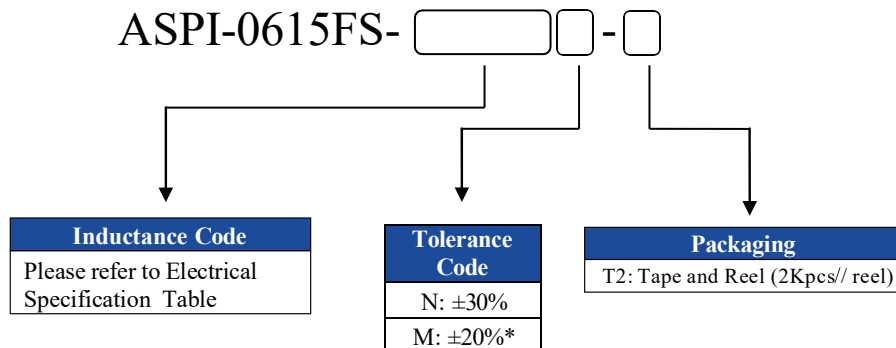 ASPI-0615FS- -
Inductance Code
Please refer to Electrical
Specification Table
Tolerance
Code
N: ±30%
M: ±20%*
Packaging
T2: Tape and Reel (2Kpcs// reel)